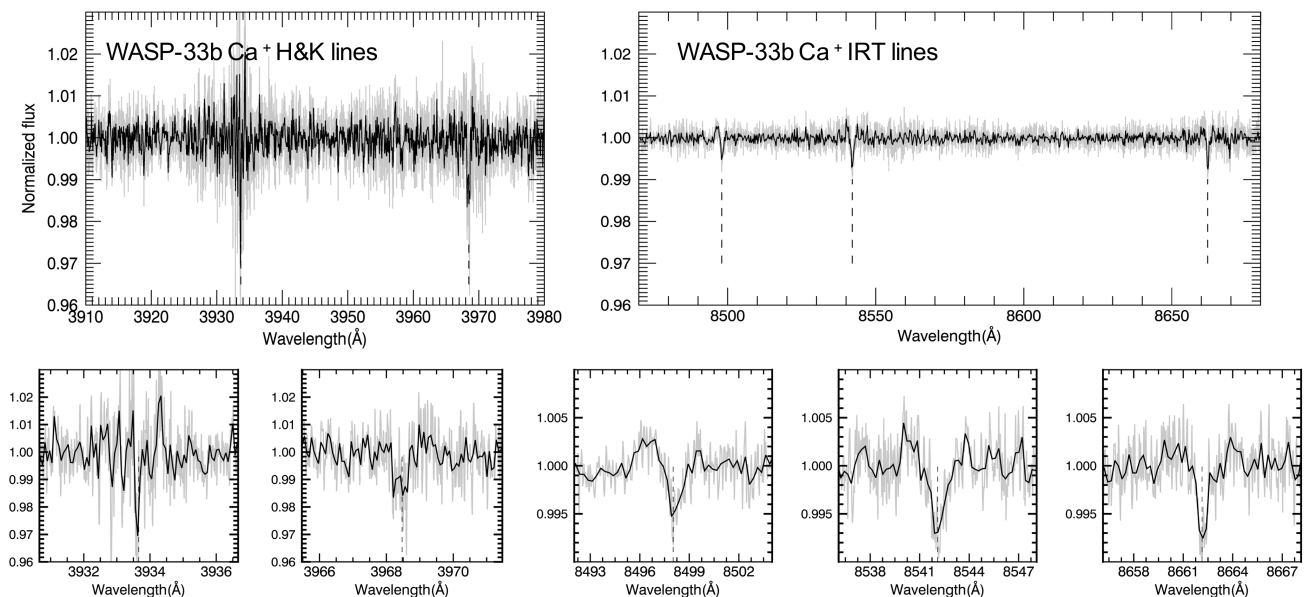 WASP-33b Ca + H&K lines
Normalized flux
1.02
1.01
1.00
0.99
0.98
0.97
0.96
3910 3920 3930 3940 3950 3960 3970 3980
Wavelength(Å)
WASP-33b Ca + IRT lines
1.02
1.01
1.00
0.99
0.98
0.97
0.96
8500 8550 8600 8650
Wavelength(Å)
1.02
1.01
1.00
0.99
0.98
0.97
0.96
3932 3934 3936
Wavelength(Å)
1.02
1.01
1.00
0.99
0.98
0.97
0.96
3966 3968 3970
Wavelength(Å)
1.005
1.000
0.995
8493 8496 8499 8502
Wavelength(Å)
1.005
1.000
0.995
8538 8541 8544 8547
Wavelength(Å)
1.005
1.000
0.995
8658 8661 8664 8667
Wavelength(Å)